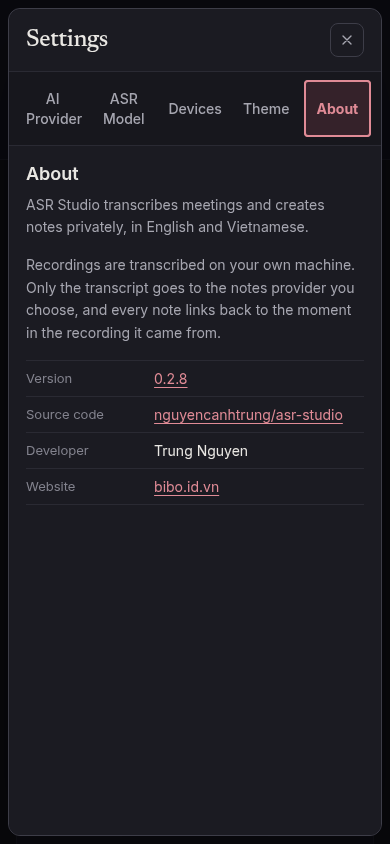 Settings
AI Provider
ASR Model
Devices
Theme
About
About
ASR Studio transcribes meetings and creates
notes privately, in English and Vietnamese.
Recordings are transcribed on your own machine.
Only the transcript goes to the notes provider you
choose, and every note links back to the moment
in the recording it came from.
Version 0.2.8
Source code nguyencanhtrung/asr-studio
Developer Trung Nguyen
Website bibo.id.vn